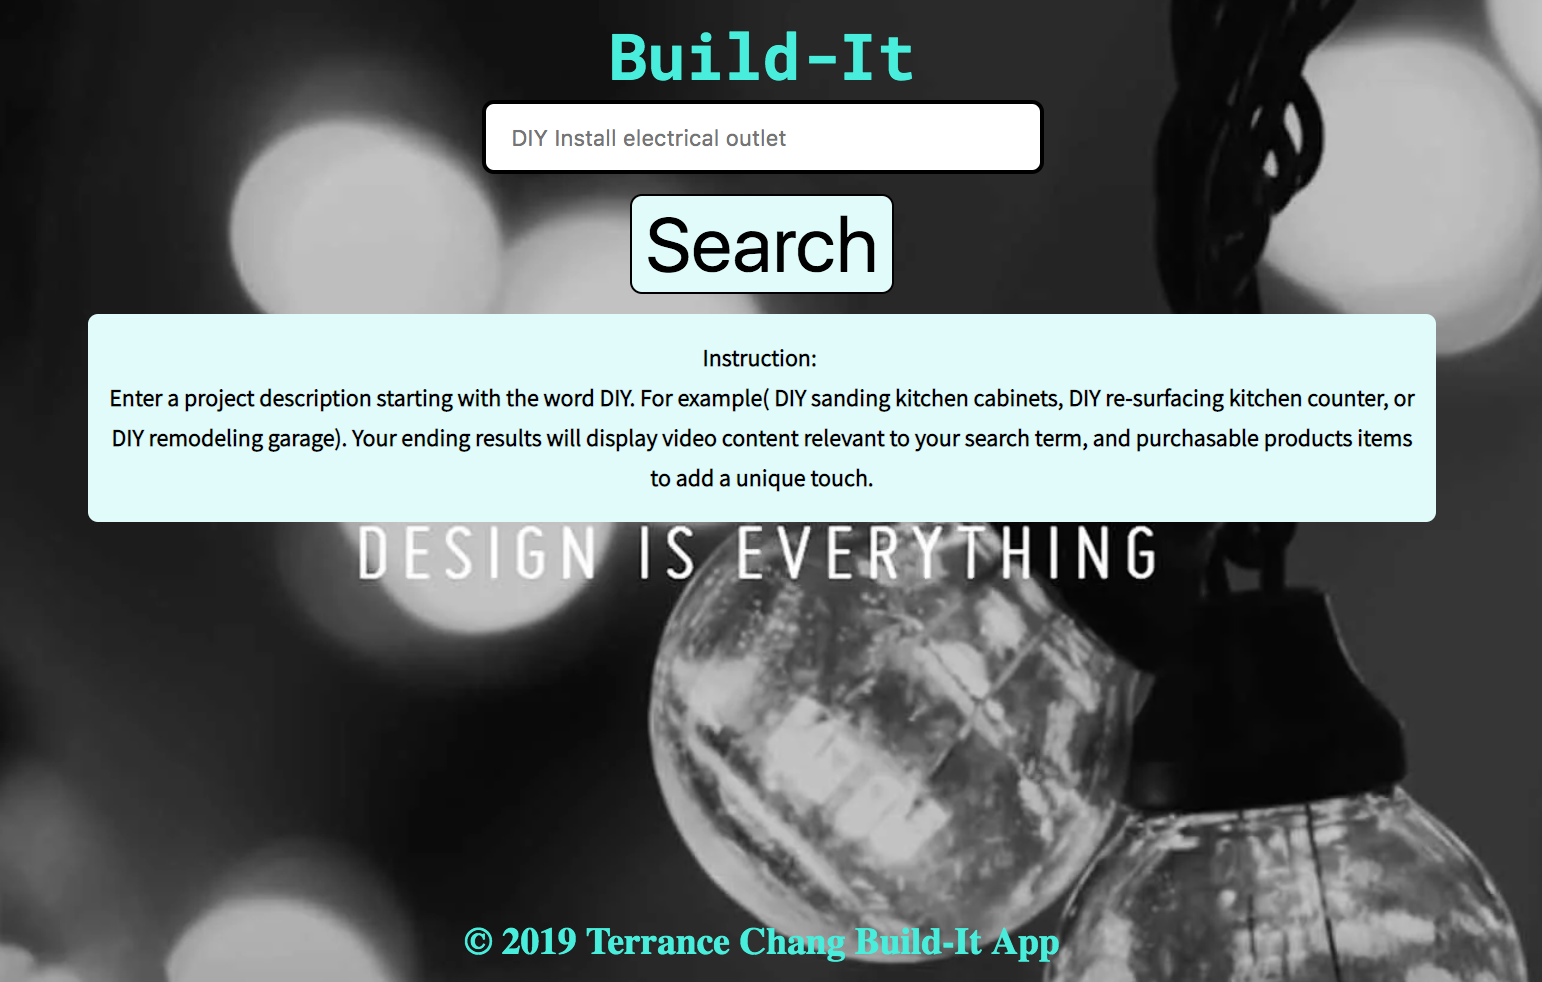 Build-It
DIY Install electrical outlet
Search
Instruction:
Enter a project description starting with the word DIY. For example( DIY sanding kitchen cabinets, DIY re-surfacing kitchen counter, or
DIY remodeling garage). Your ending results will display video content relevant to your search term, and purchasable products items
to add a unique touch.
DESIGN IS EVERYTHING
© 2019 Terrance Chang Build-It App